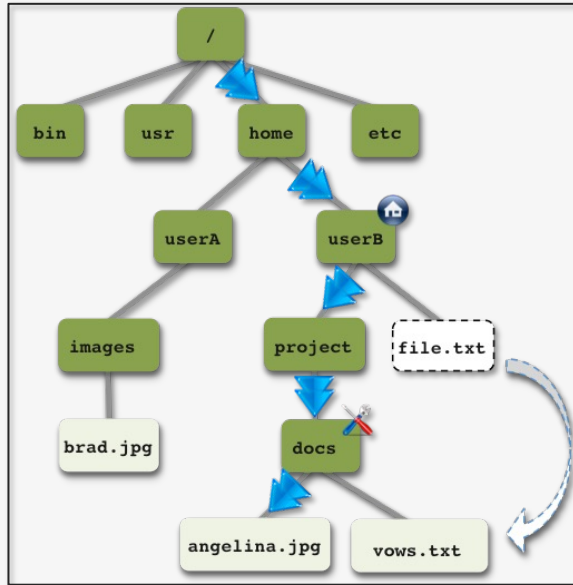 /
bin
usr
home
etc
userA
userB
images
project
file.txt
brad.jpg
docs
angelina.jpg
vows.txt